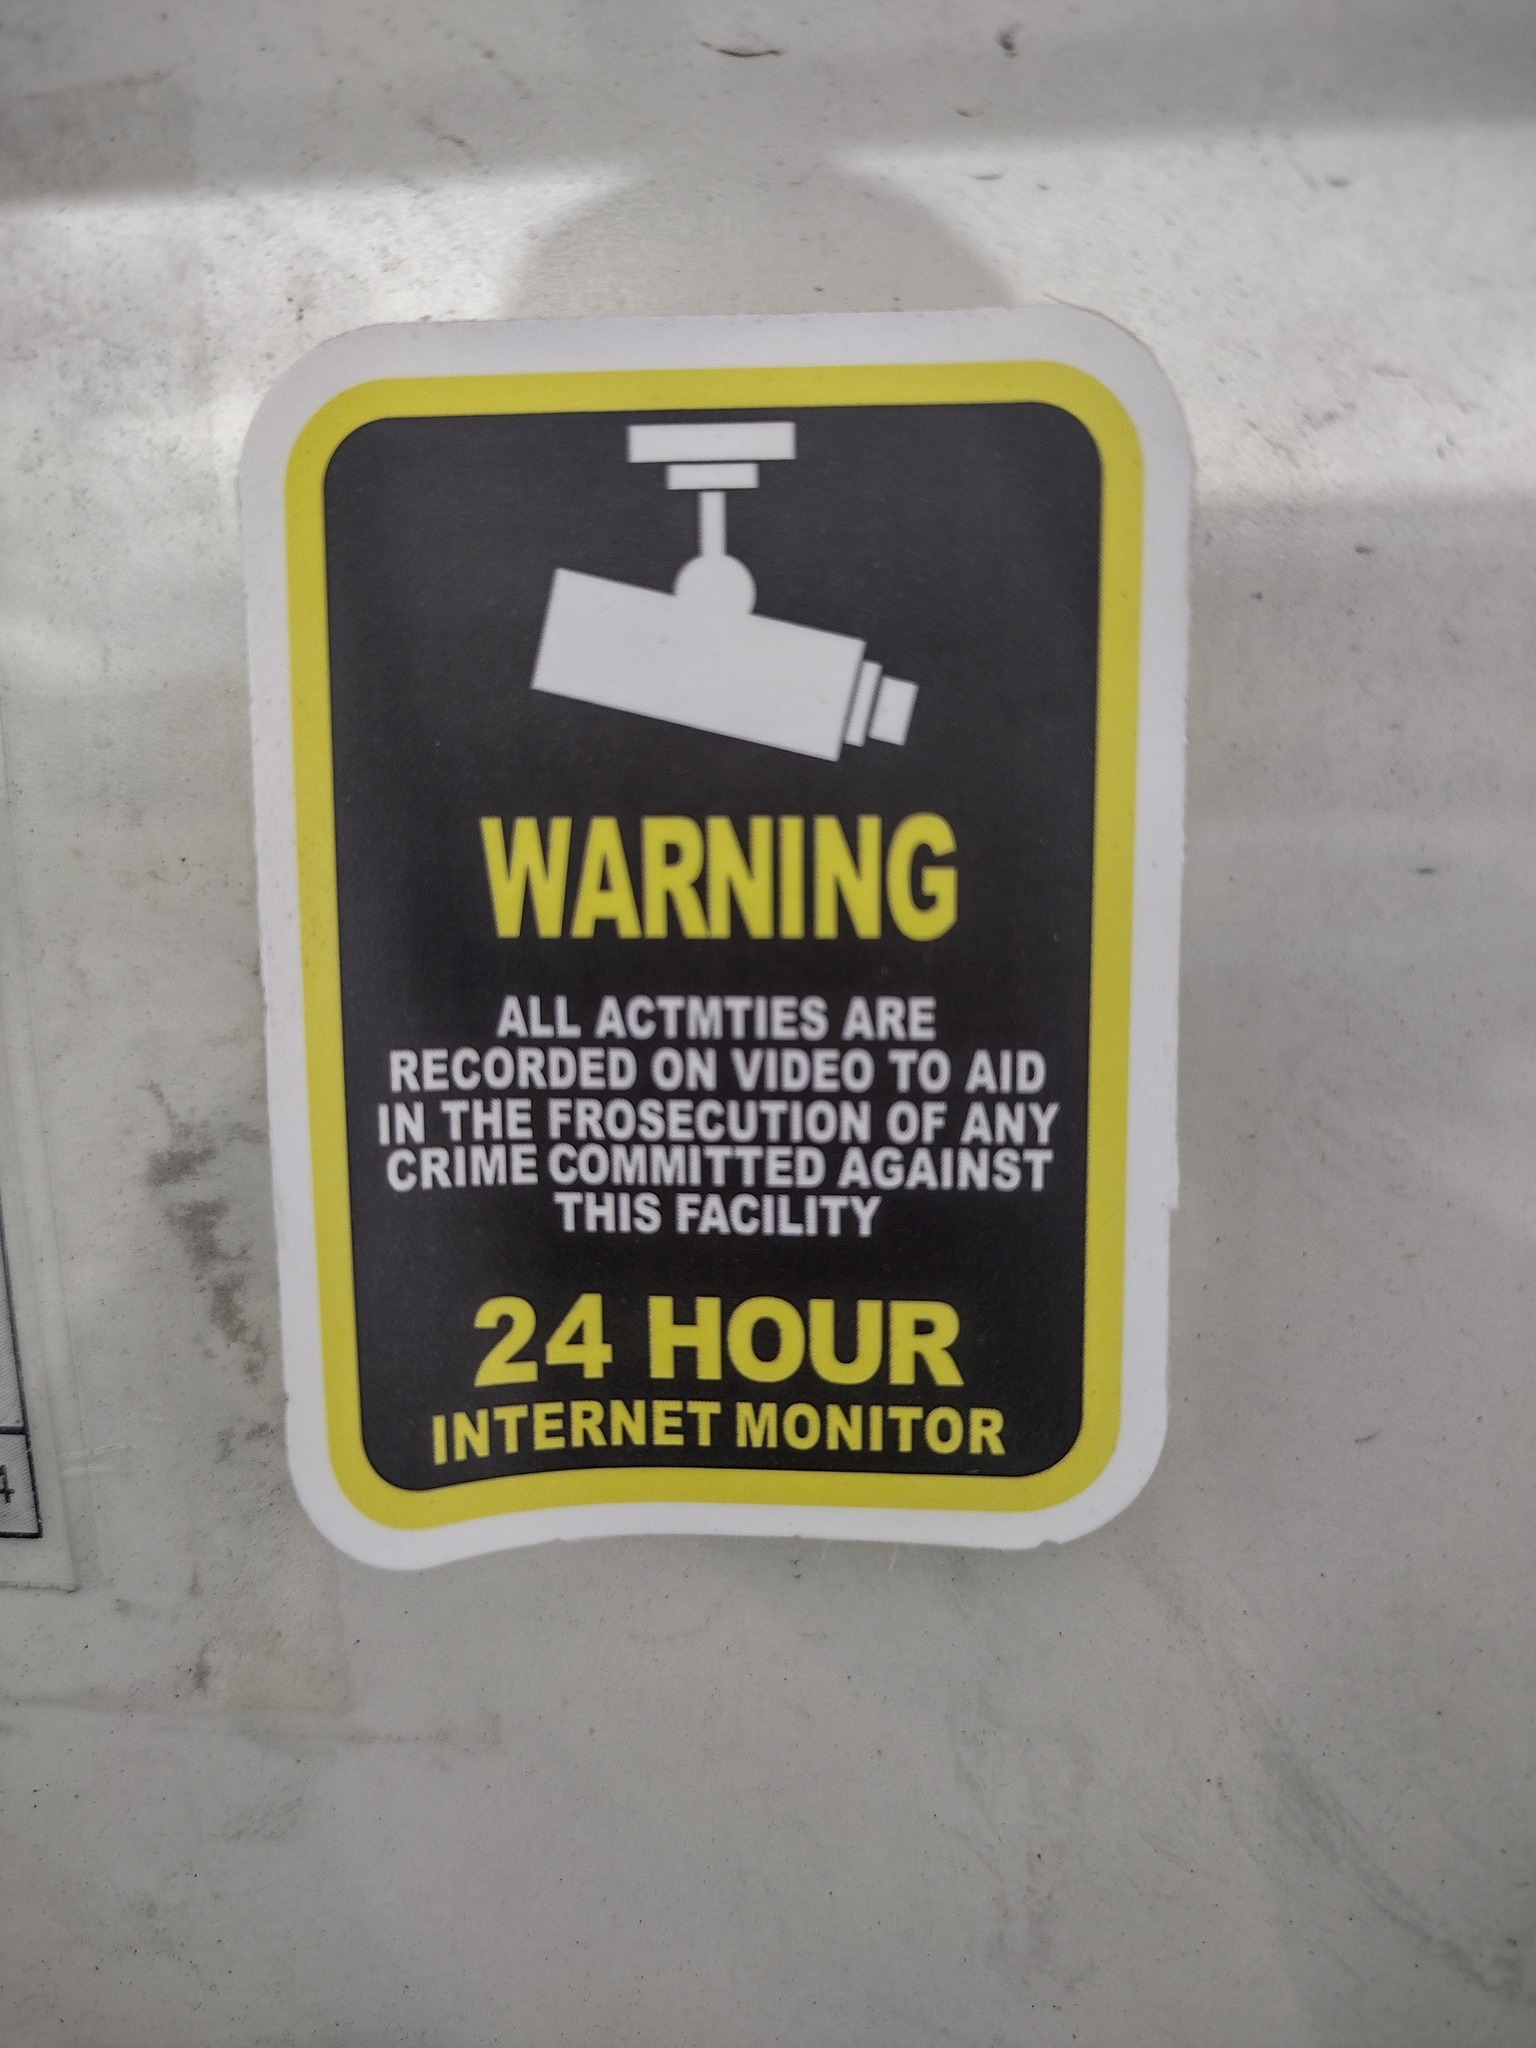 WARNING
ALL ACTMTIES ARE
RECORDED ON VIDEO TO AID
IN THE FROSECUTION OF ANY
CRIME COMMITTED AGAINST
THIS FACILITY
24 HOUR
INTERNET MONITOR
4